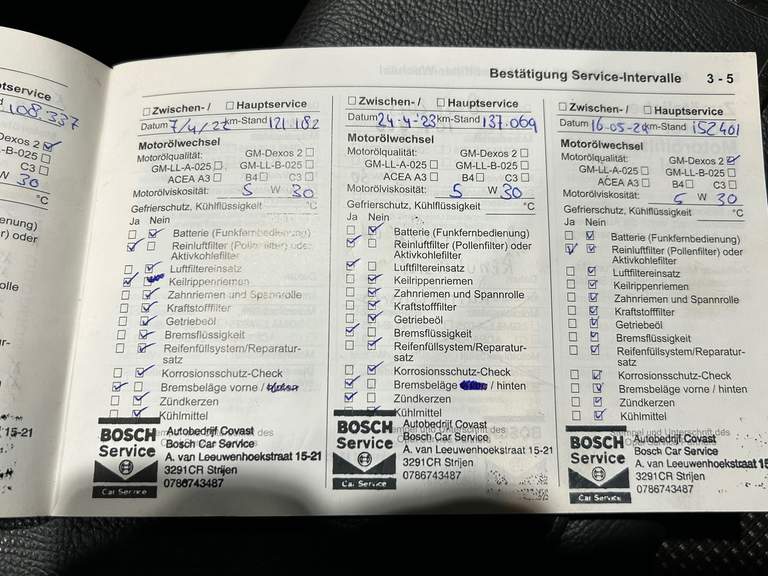 Bestätigung Service-Intervalle 3 - 5
108.337
Dexos 2
B-025
C3
W 30
°C
Zwischen- / Hauptservice
Datum 7/4/22 km-Stand 121.182
Motorölwechsel
Motorölqualität: GM-Dexos 2
GM-LL-A-025 GM-LL-B-025
ACEA A3 B4 C3
Motorölviskosität: 5 W 30
Gefrierschutz, Kühlflüssigkeit °C
Ja Nein
Batterie (Funkfernbedienung)
Reinluftfilter (Pollenfilter) oder
Aktivkohlefilter
Luftfiltereinsatz
Keilrippenriemen
Zahnriemen und Spannrolle
Kraftstofffilter
Getriebeöl
Bremsflüssigkeit
Reifenfüllsystem/Reparatur-
satz
Korrosionsschutz-Check
Bremsbeläge vorne / hinten
Zündkerzen
Kühlmittel
BOSCH
Service
Car Service
Autobedrijf Covast
Bosch Car Service
A. van Leeuwenhoekstraat 15-21
3291CR Strijen
0786743487
Zwischen- / Hauptservice
Datum 24-4-23 km-Stand 137.069
Motorölwechsel
Motorölqualität: GM-Dexos 2
GM-LL-A-025 GM-LL-B-025
ACEA A3 B4 C3
Motorölviskosität: 5 W 30
Gefrierschutz, Kühlflüssigkeit °C
Ja Nein
Batterie (Funkfernbedienung)
Reinluftfilter (Pollenfilter) oder
Aktivkohlefilter
Luftfiltereinsatz
Keilrippenriemen
Zahnriemen und Spannrolle
Kraftstofffilter
Getriebeöl
Bremsflüssigkeit
Reifenfüllsystem/Reparatur-
satz
Korrosionsschutz-Check
Bremsbeläge / hinten
Zündkerzen
Kühlmittel
BOSCH
Service
Car Service
Autobedrijf Covast
Bosch Car Service
A. van Leeuwenhoekstraat 15-21
3291CR Strijen
0786743487
Zwischen- / Hauptservice
Datum 16-05-24 km-Stand 152401
Motorölwechsel
Motorölqualität: GM-Dexos 2
GM-LL-A-025 GM-LL-B-025
ACEA A3 B4 C3
Motorölviskosität: 5 W 30
Gefrierschutz, Kühlflüssigkeit °C
Ja Nein
Batterie (Funkfernbedienung)
Reinluftfilter (Pollenfilter) oder
Aktivkohlefilter
Luftfiltereinsatz
Keilrippenriemen
Zahnriemen und Spannrolle
Kraftstofffilter
Getriebeöl
Bremsflüssigkeit
Reifenfüllsystem/Reparatur-
satz
Korrosionsschutz-Check
Bremsbeläge vorne / hinten
Zündkerzen
Kühlmittel
Stempel und Unterschrift des
BOSCH
Service
Car Service
Autobedrijf Covast
Bosch Car Service
A. van Leeuwenhoekstraat 15
3291CR Strijen
0786743487